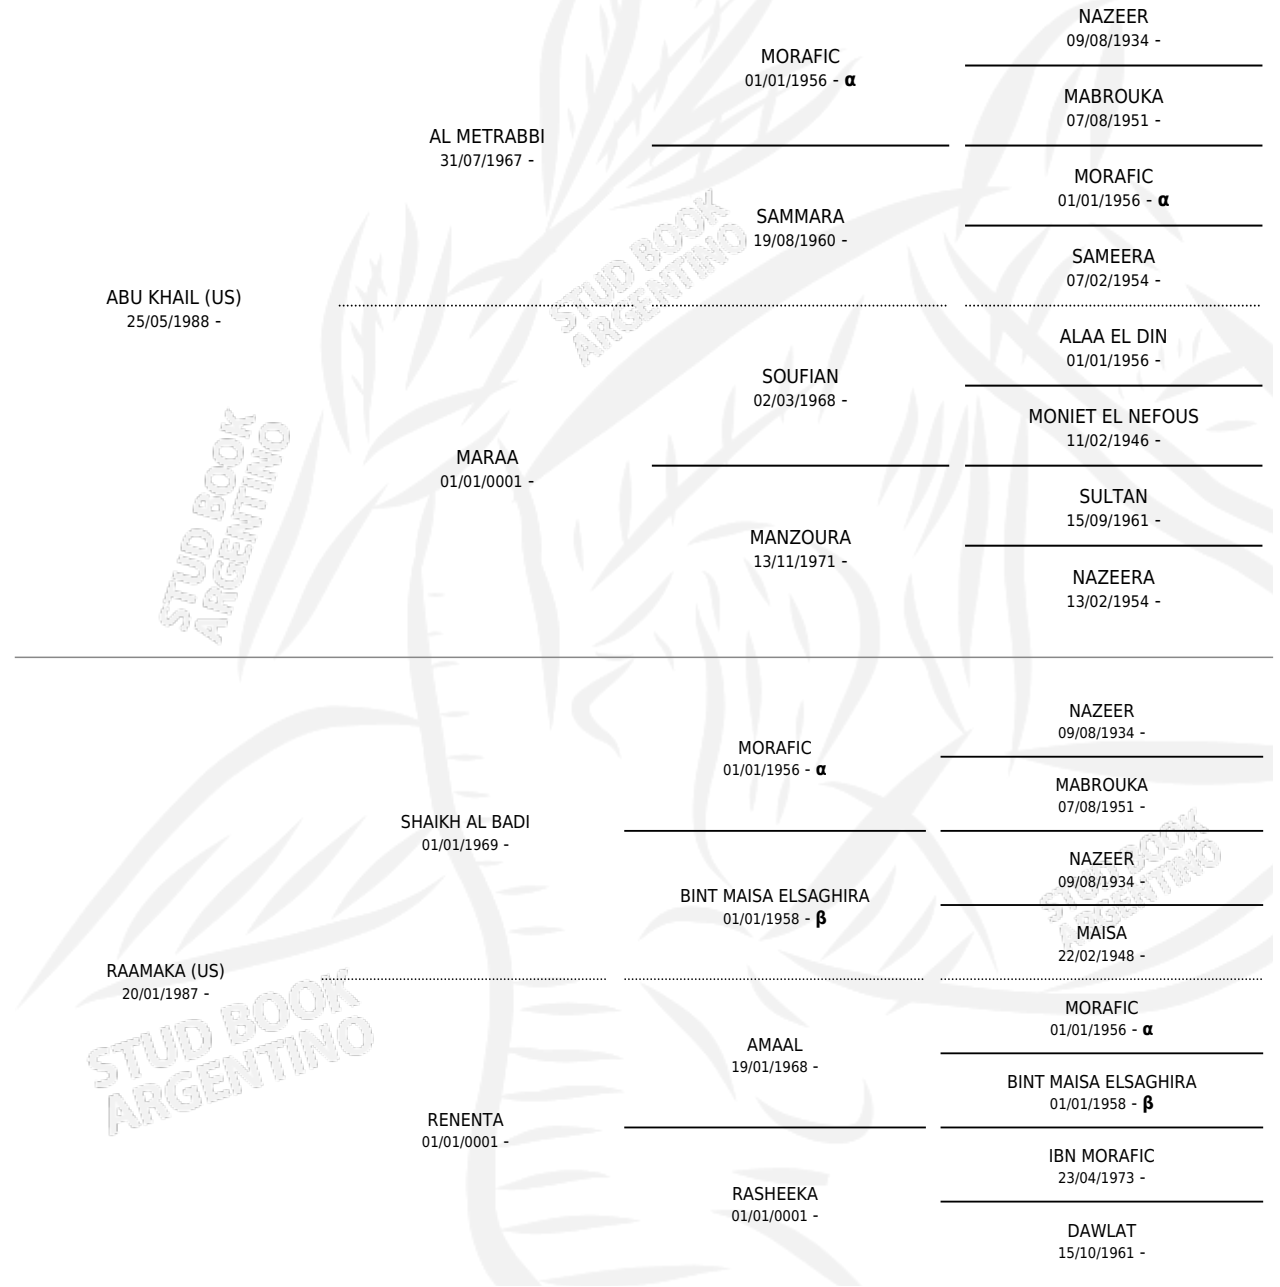 NAZEER
09/08/1934 -
MORAFIC
01/01/1956 - α
MABROUKA
07/08/1951 -
AL METRABBI
31/07/1967 -
MORAFIC
01/01/1956 - α
SAMMARA
19/08/1960 -
SAMEERA
07/02/1954 -
ABU KHAIL (US)
25/05/1988 -
STUD BOOK
ARGENTINO
ALAA EL DIN
01/01/1956 -
SOUFIAN
02/03/1968 -
MONIET EL NEFOUS
11/02/1946 -
MARAA
01/01/0001 -
SULTAN
15/09/1961 -
STUD BOOK
ARGENTINO
MANZOURA
13/11/1971 -
NAZEERA
13/02/1954 -
NAZEER
09/08/1934 -
MORAFIC
01/01/1956 - α
MABROUKA
07/08/1951 -
SHAIKH AL BADI
01/01/1969 -
NAZEER
09/08/1934 -
STUD BOOK
ARGENTINO
BINT MAISA ELSAGHIRA
01/01/1958 - β
MAISA
22/02/1948 -
RAAMAKA (US)
20/01/1987 -
STUD BOOK
ARGENTINO
MORAFIC
01/01/1956 - α
AMAAL
19/01/1968 -
BINT MAISA ELSAGHIRA
01/01/1958 - β
RENENTA
01/01/0001 -
IBN MORAFIC
23/04/1973 -
RASHEEKA
01/01/0001 -
DAWLAT
15/10/1961 -